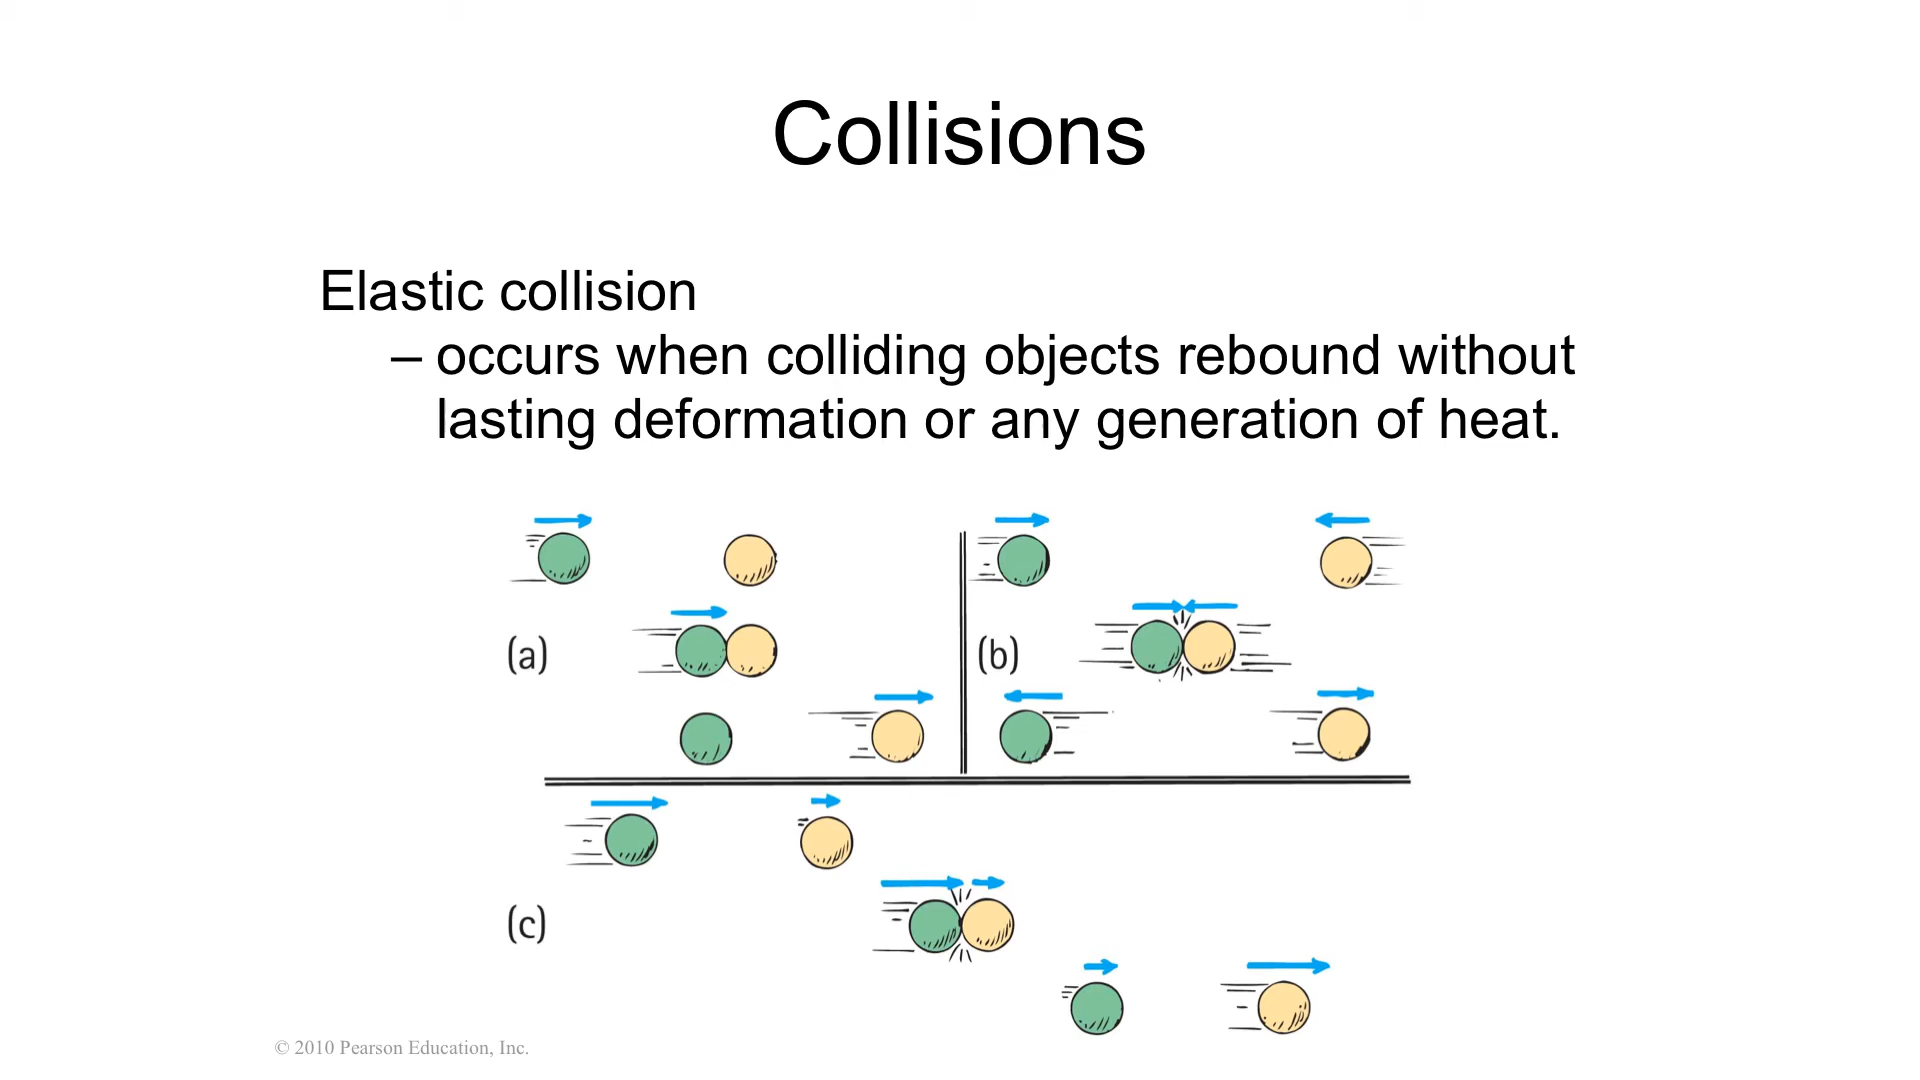 Collisions
Elastic collision
– occurs when colliding objects rebound without
lasting deformation or any generation of heat.
(a)
(b)
(c)
© 2010 Pearson Education, Inc.